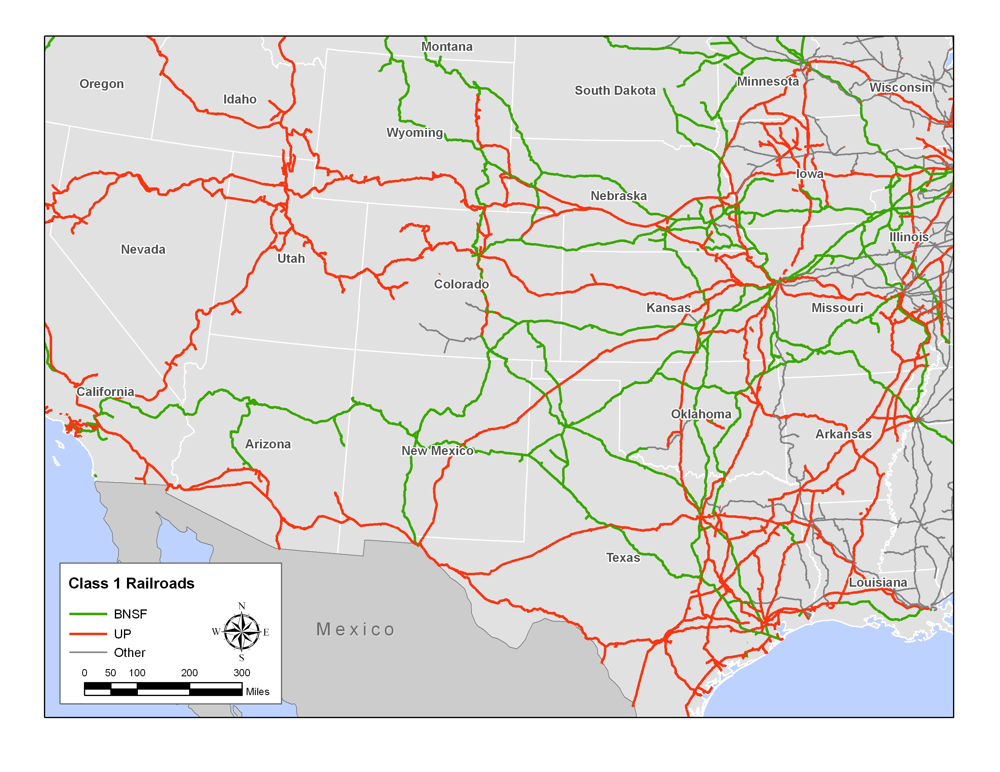 Montana
Oregon
Idaho
South Dakota
Minnesota
Wisconsin
Wyoming
Iowa
Nebraska
Nevada
Utah
Illinois
Colorado
Kansas
Missouri
California
Oklahoma
Arizona
New Mexico
Arkansas
Texas
Louisiana
Mexico
Class 1 Railroads
BNSF
UP
Other
N
W E
S
0 50 100 200 300
Miles